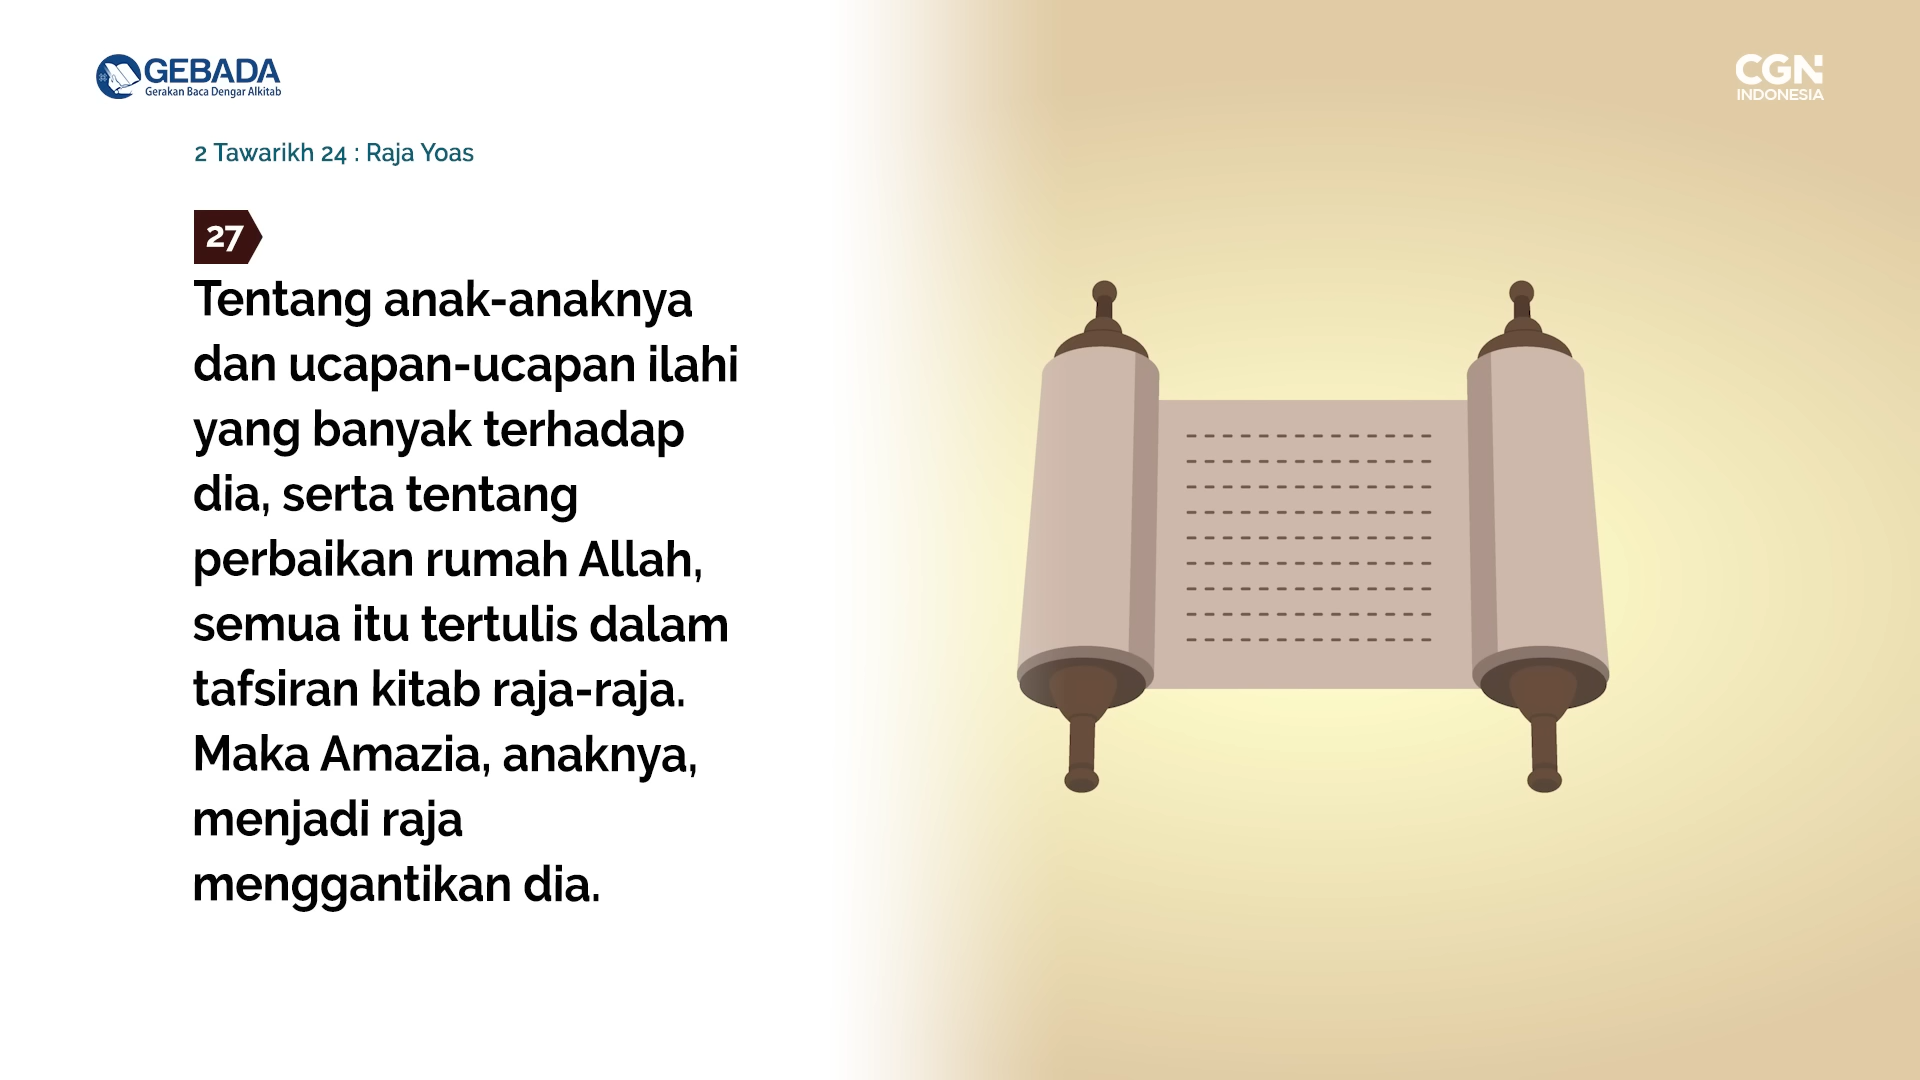 GEBADA
Gerakan Baca Dengar Alkitab
CGN
INDONESIA
2 Tawarikh 24 : Raja Yoas
27
Tentang anak-anaknya
dan ucapan-ucapan ilahi
yang banyak terhadap
dia, serta tentang
perbaikan rumah Allah,
semua itu tertulis dalam
tafsiran kitab raja-raja.
Maka Amazia, anaknya,
menjadi raja
menggantikan dia.